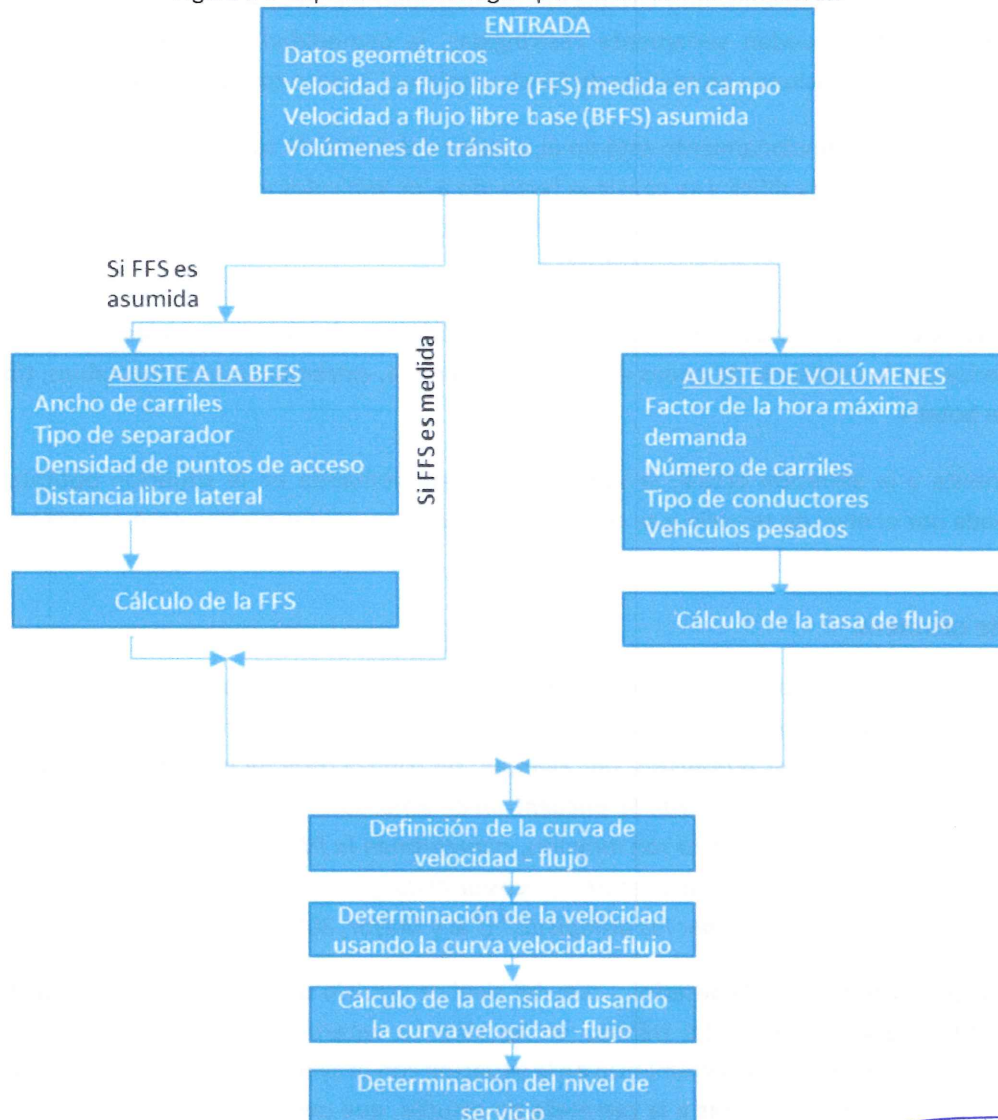 ENTRADA
Datos geométricos
Velocidad a flujo libre (FFS) medida en campo
Velocidad a flujo libre base (BFFS) asumida
Volúmenes de tránsito
Si FFS es
asumida
Si FFS es medida
AJUSTE A LA BFFS
Ancho de carriles
Tipo de separador
Densidad de puntos de acceso
Distancia libre lateral
AJUSTE DE VOLÚMENES
Factor de la hora máxima
demanda
Número de carriles
Tipo de conductores
Vehículos pesados
Cálculo de la FFS
Cálculo de la tasa de flujo
Definición de la curva de
velocidad - flujo
Determinación de la velocidad
usando la curva velocidad-flujo
Cálculo de la densidad usando
la curva velocidad -flujo
Determinación del nivel de
servicio